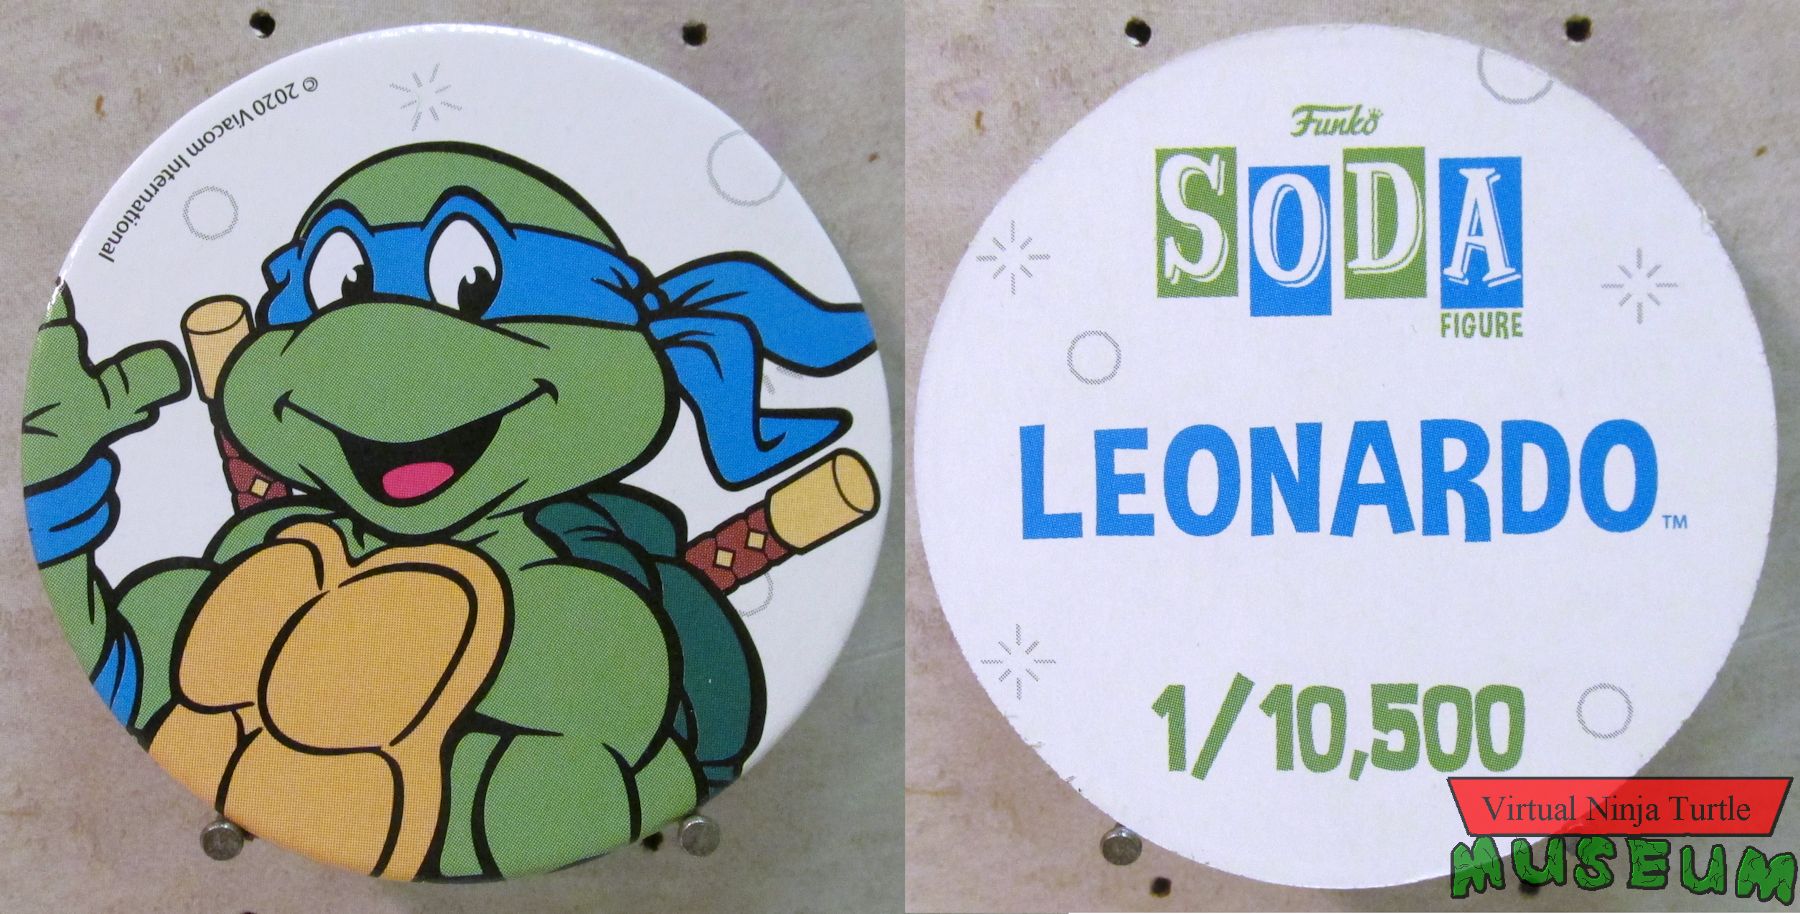 © 2020 Viacom International
Funko
SODA
FIGURE
LEONARDO™
1/10,500
Virtual Ninja Turtle
MUSEUM